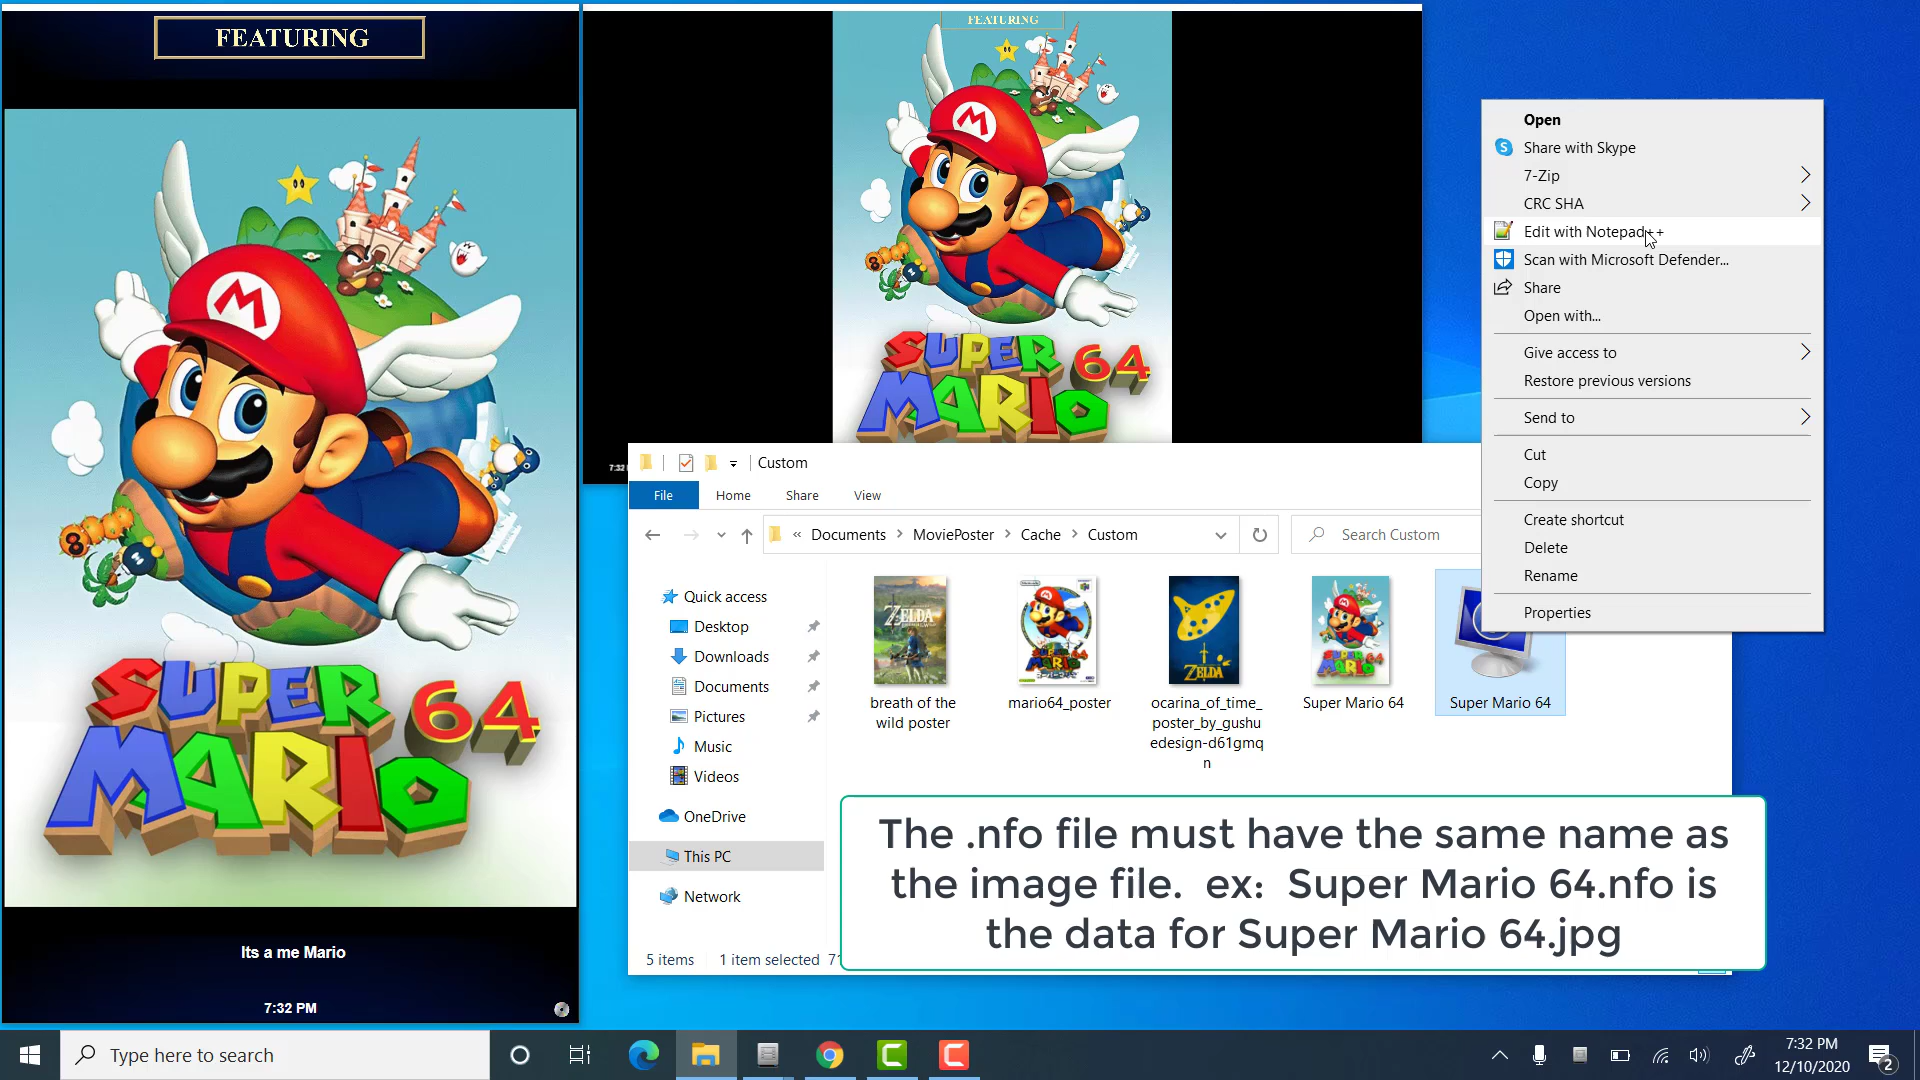 FEATURING
M
8
SUPER
MARIO
64
Its a me Mario
7:32 PM
FEATURING
M
8
SUPER
MARIO
64
Open
Share with Skype
7-Zip
CRC SHA
Edit with Notepad++
Scan with Microsoft Defender...
Share
Open with...
Give access to
Restore previous versions
Send to
Cut
Copy
Create shortcut
Delete
Rename
Properties
Custom
File Home Share View
« Documents > MoviePoster > Cache > Custom
Search Custom
Quick access
Desktop
Downloads
Documents
Pictures
Music
Videos
OneDrive
This PC
Network
ZELDA
breath of the
wild poster
mario64_poster
ZELDA
ocarina_of_time_
poster_by_gushu
edesign-d61gmq
n
Super Mario 64
Super Mario 64
5 items 1 item selected
The .nfo file must have the same name as
the image file. ex: Super Mario 64.nfo is
the data for Super Mario 64.jpg
Type here to search
7:32 PM
12/10/2020
2